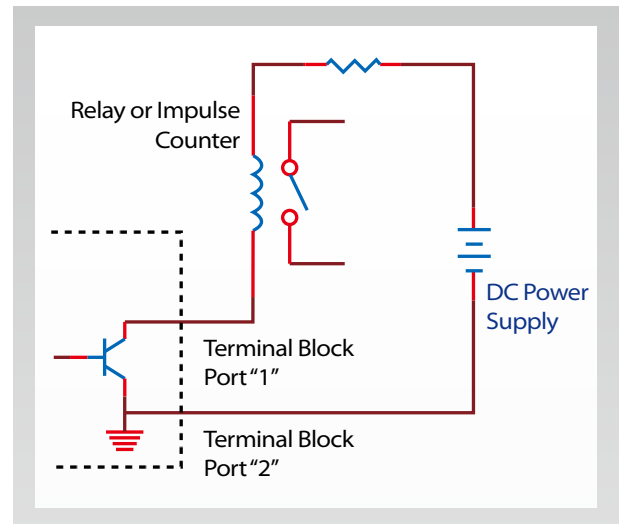 Relay or Impulse
Counter
DC Power
Supply
Terminal Block
Port "1"
Terminal Block
Port "2"